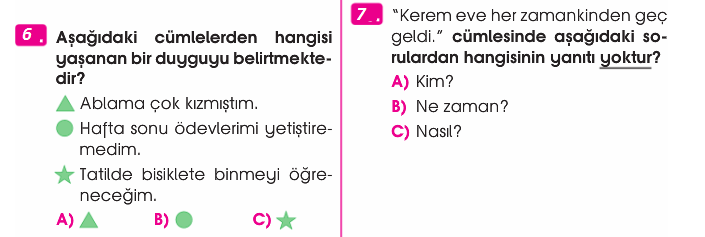 6.
Aşağıdaki cümlelerden hangisi
yaşanan bir duyguyu belirtmekte-
dir?
Ablama çok kızmıştım.
Hafta sonu ödevlerimi yetiştire-
medim.
Tatilde bisiklete binmeyi öğre-
neceğim.
A) B) C)
7.
“Kerem eve her zamankinden geç
geldi.” cümlesinde aşağıdaki so-
rulardan hangisinin yanıtı yoktur?
A) Kim?
B) Ne zaman?
C) Nasıl?